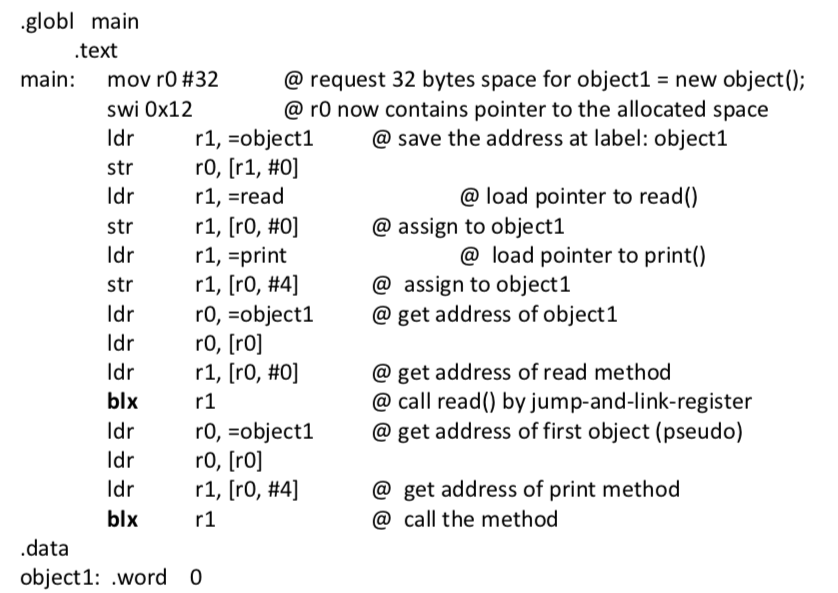 .globl main
.text
main: mov r0 #32 @ request 32 bytes space for object1 = new object();
swi 0x12 @ r0 now contains pointer to the allocated space
ldr r1, =object1 @ save the address at label: object1
str r0, [r1, #0]
ldr r1, =read @ load pointer to read()
str r1, [r0, #0] @ assign to object1
ldr r1, =print @ load pointer to print()
str r1, [r0, #4] @ assign to object1
ldr r0, =object1 @ get address of object1
ldr r0, [r0]
ldr r1, [r0, #0] @ get address of read method
blx r1 @ call read() by jump-and-link-register
ldr r0, =object1 @ get address of first object (pseudo)
ldr r0, [r0]
ldr r1, [r0, #4] @ get address of print method
blx r1 @ call the method
.data
object1: .word 0